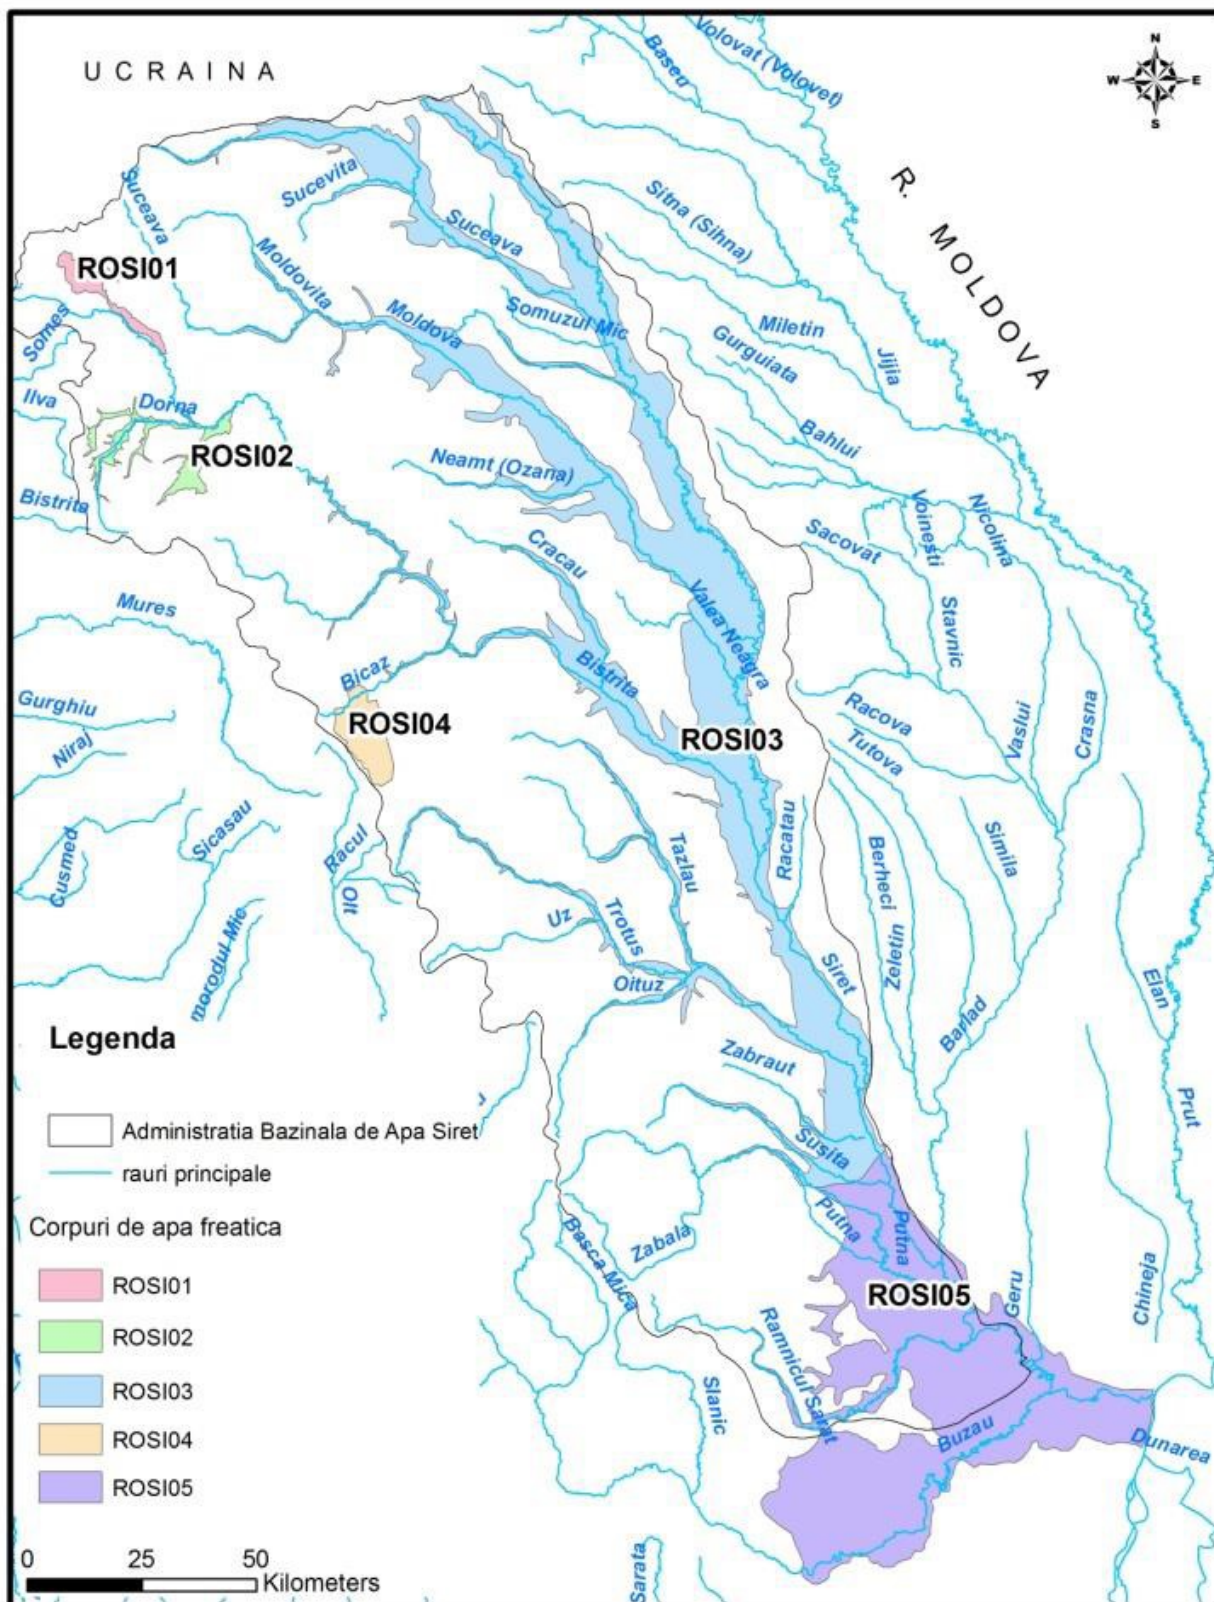 UCRAINA
N
W E
S
Volovat (Volovet)
Baseu
R. MOLDOVA
Suceava
Sucevita
Suceava
Sitna (Sihna)
ROSI01
Moldovita
Moldova
Somuzul Mic
Miletin
Gurguiata
Jijia
Somes
Ilva
Dorna
ROSI02
Bahlui
Neamt (Ozana)
Bistrita
Cracau
Sacovat
Voinesti
Nicolina
Mures
Valea Neagra
Stavnic
Bicaz
Bistrita
Gurghiu
ROSI04
ROSI03
Racova
Vaslui
Crasna
Niraj
Tutova
Sicasau
Cusmed
Racul
Olt
Tazlau
Racatau
Berheci
Simila
morodul Mic
Uz
Trotus
Oituz
Siret
Zeletin
Elan
Barlad
Zabraut
Prut
Susita
Putna
Putna
Basca Mica
Zabala
ROSI05
Geru
Chineja
Ramnicul Sarat
Slanic
Buzau
Dunarea
Sarata
Legenda
Administratia Bazinala de Apa Siret
rauri principale
Corpuri de apa freatica
ROSI01
ROSI02
ROSI03
ROSI04
ROSI05
0 25 50
Kilometers